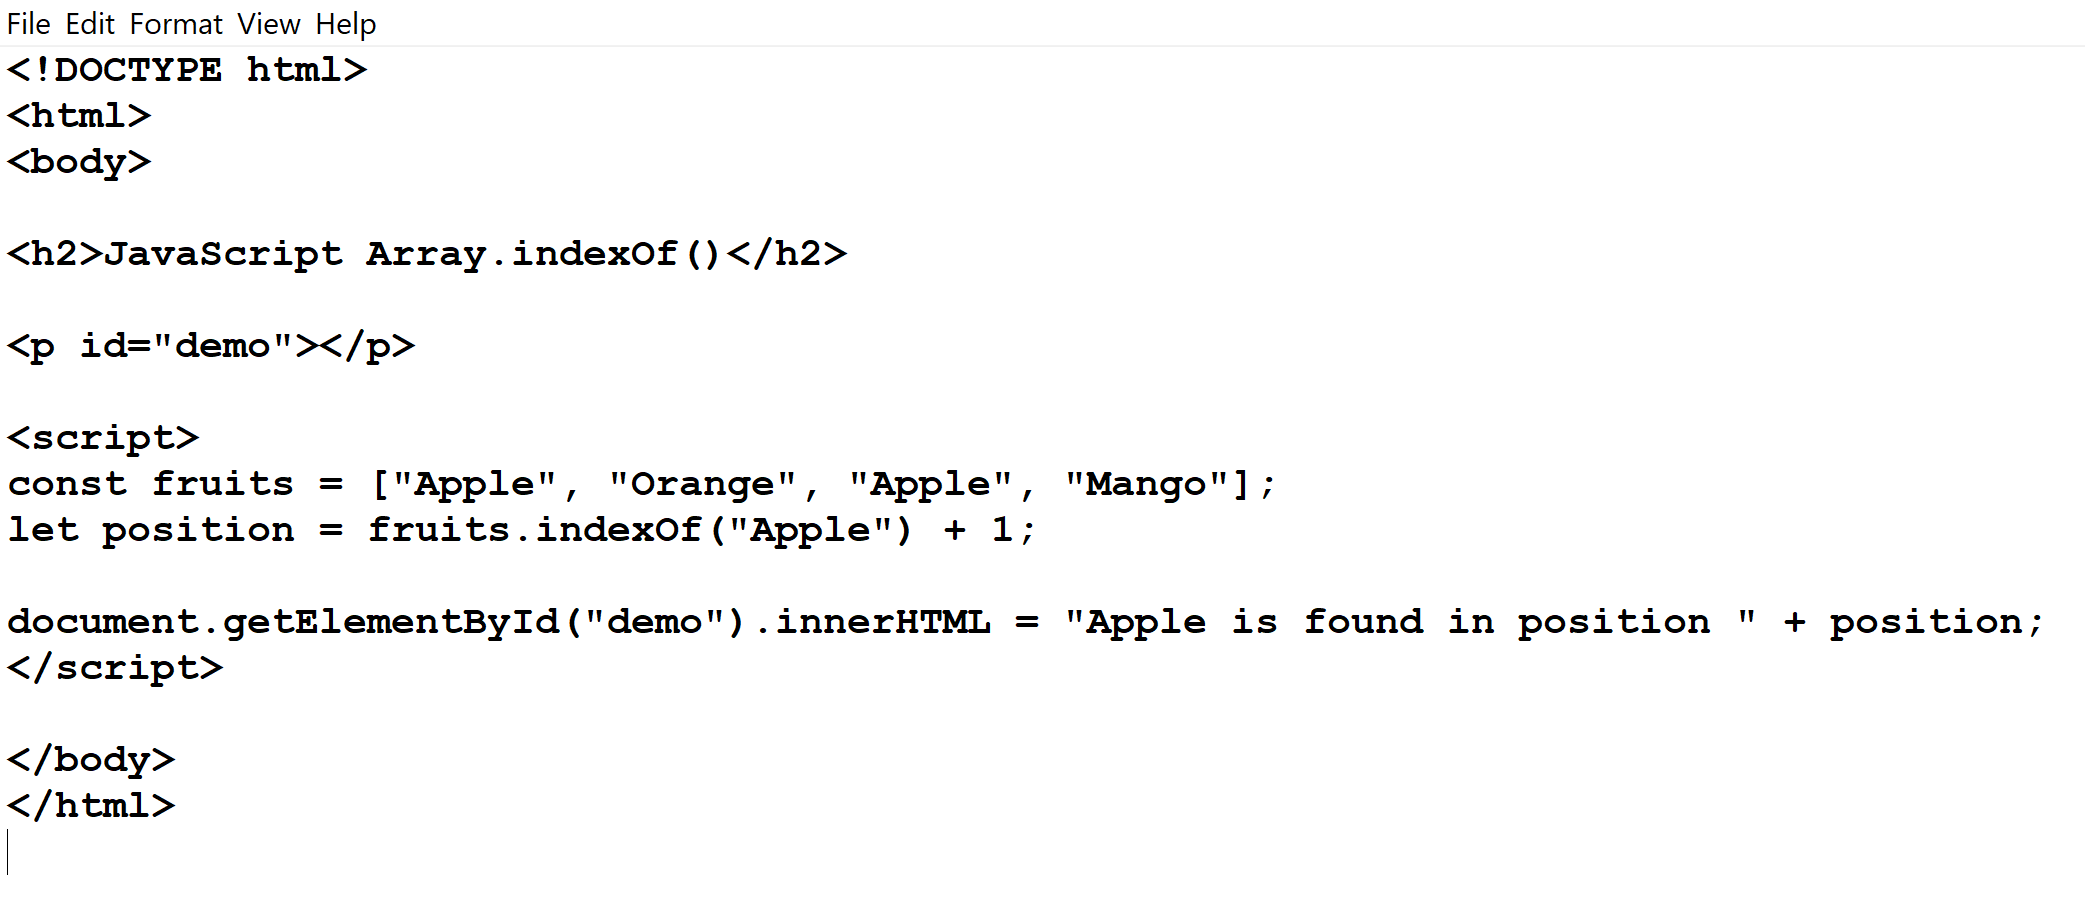 File Edit Format View Help
<!DOCTYPE html>
<html>
<body>
<h2>JavaScript Array.indexOf()</h2>
<p id="demo"></p>
<script>
const fruits = ["Apple", "Orange", "Apple", "Mango"];
let position = fruits.indexOf("Apple") + 1;
document.getElementById("demo").innerHTML = "Apple is found in position " + position;
</script>
</body>
</html>